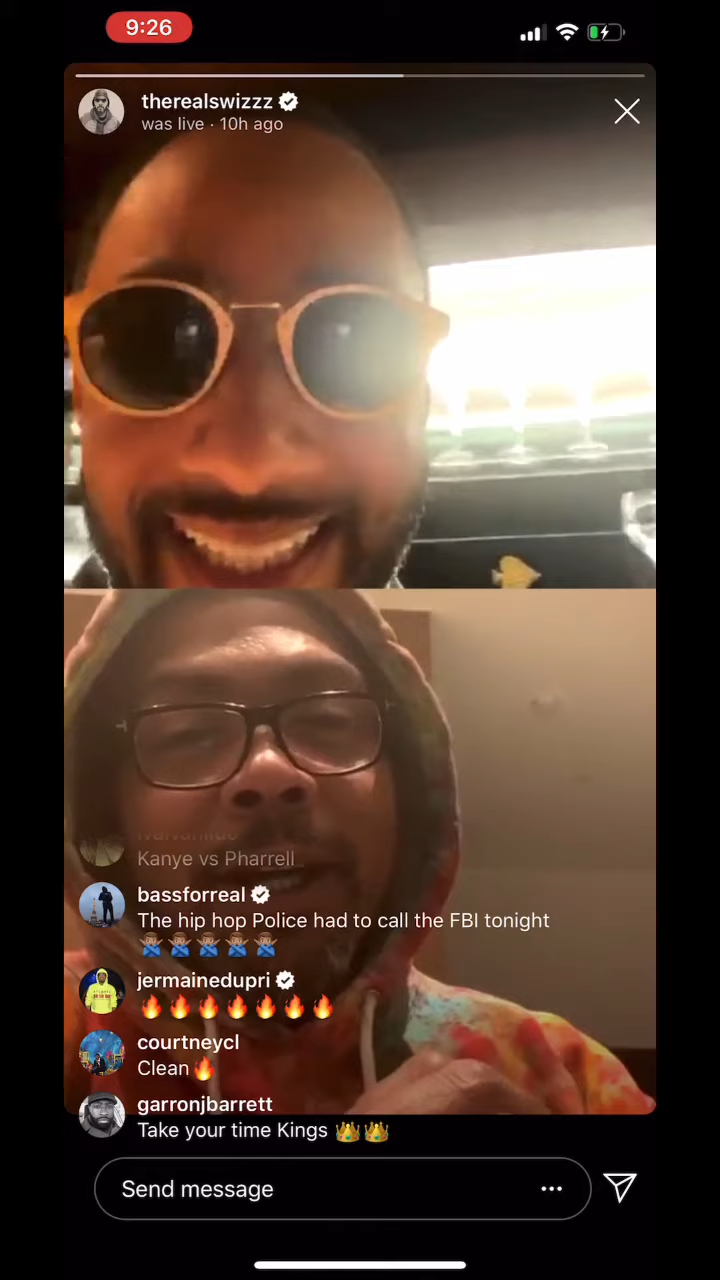 9:26
therealswizzz
was live · 10h ago
Kanye vs Pharrell
bassforreal
The hip hop Police had to call the FBI tonight
🙅🏽‍♂️🙅🏽‍♂️🙅🏽‍♂️🙅🏽‍♂️🙅🏽‍♂️
jermainedupri
🔥🔥🔥🔥🔥🔥🔥
courtneycl
Clean🔥
garronjbarrett
Take your time Kings 👑👑
Send message